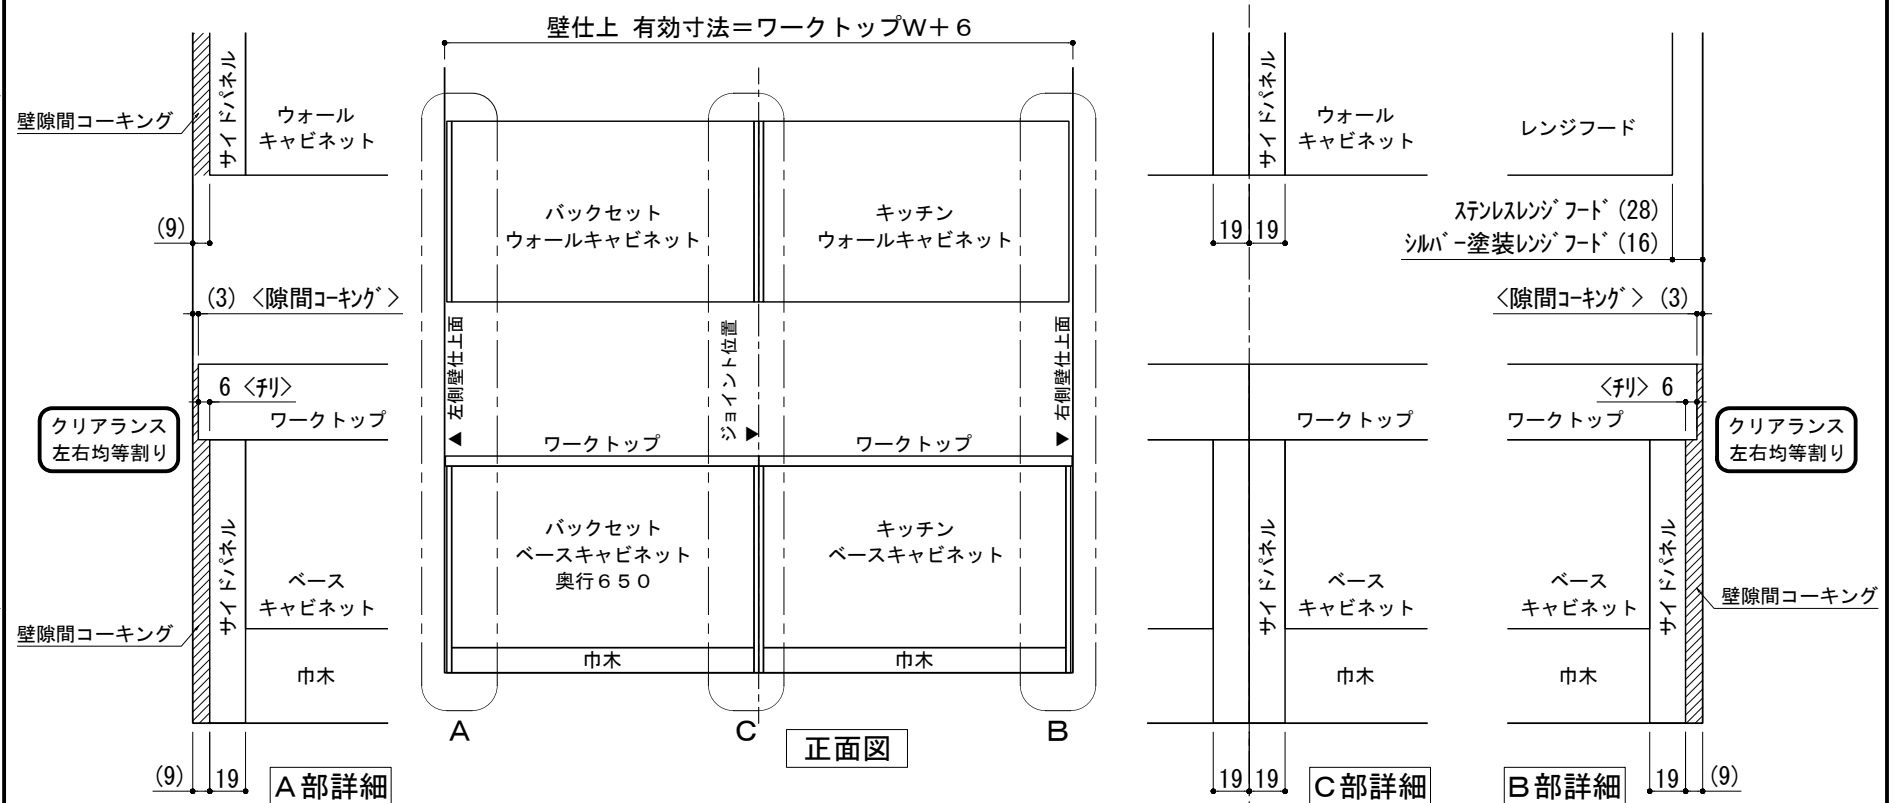 壁仕上 有効寸法＝ワークトップW＋６
壁隙間コーキング
サイドパネル
ウォール
キャビネット
(9)
(3) <隙間ｺｰｷﾝｸﾞ>
6 <ﾁﾘ>
ワークトップ
クリアランス
左右均等割り
サイドパネル
ベース
キャビネット
壁隙間コーキング
巾木
(9) 19
A部詳細
バックセット
ウォールキャビネット
キッチン
ウォールキャビネット
左側壁仕上面
ジョイント位置
右側壁仕上面
ワークトップ
ワークトップ
バックセット
ベースキャビネット
奥行６５０
キッチン
ベースキャビネット
巾木
巾木
A
C
B
正面図
サイドパネル
ウォール
キャビネット
19 19
ワークトップ
サイドパネル
ベース
キャビネット
巾木
19 19
C部詳細
レンジフード
ｽﾃﾝﾚｽﾚﾝｼﾞﾌｰﾄﾞ(28)
ｼﾙﾊﾞｰ塗装ﾚﾝｼﾞﾌｰﾄﾞ(16)
<隙間ｺｰｷﾝｸﾞ> (3)
<ﾁﾘ> 6
ワークトップ
クリアランス
左右均等割り
ベース
キャビネット
サイドパネル
壁隙間コーキング
巾木
19 (9)
B部詳細